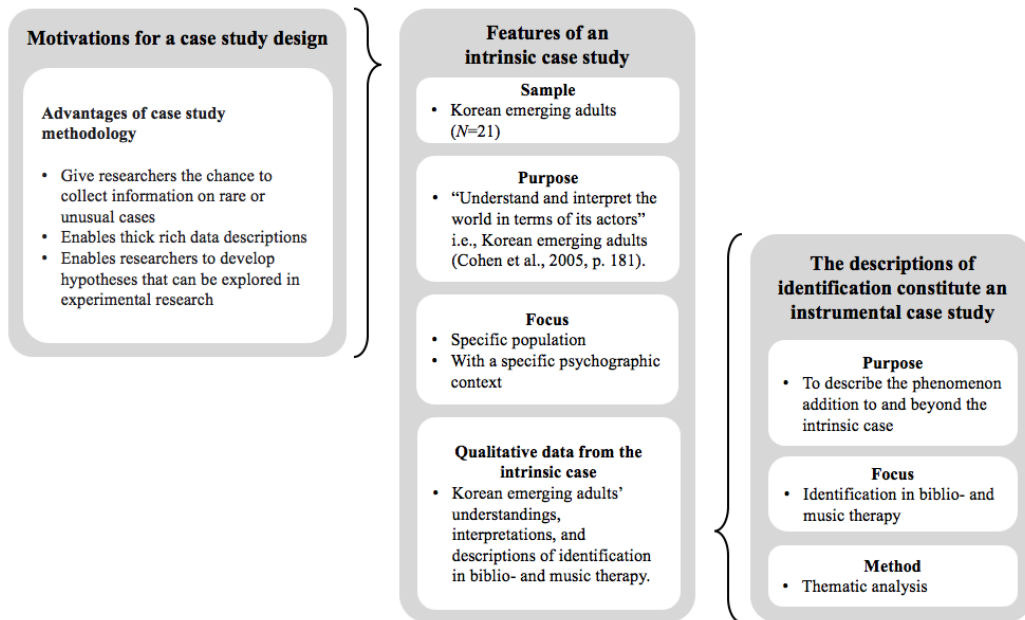 Motivations for a case study design
Advantages of case study
methodology
• Give researchers the chance to
collect information on rare or
unusual cases
• Enables thick rich data descriptions
• Enables researchers to develop
hypotheses that can be explored in
experimental research
Features of an
intrinsic case study
Sample
• Korean emerging adults
(N=21)
Purpose
• “Understand and interpret the
world in terms of its actors”
i.e., Korean emerging adults
(Cohen et al., 2005, p. 181).
Focus
• Specific population
• With a specific psychographic
context
Qualitative data from the
intrinsic case
• Korean emerging adults’
understandings,
interpretations, and
descriptions of identification
in biblio- and music therapy.
The descriptions of
identification constitute an
instrumental case study
Purpose
• To describe the phenomenon
addition to and beyond the
intrinsic case
Focus
• Identification in biblio- and
music therapy
Method
• Thematic analysis